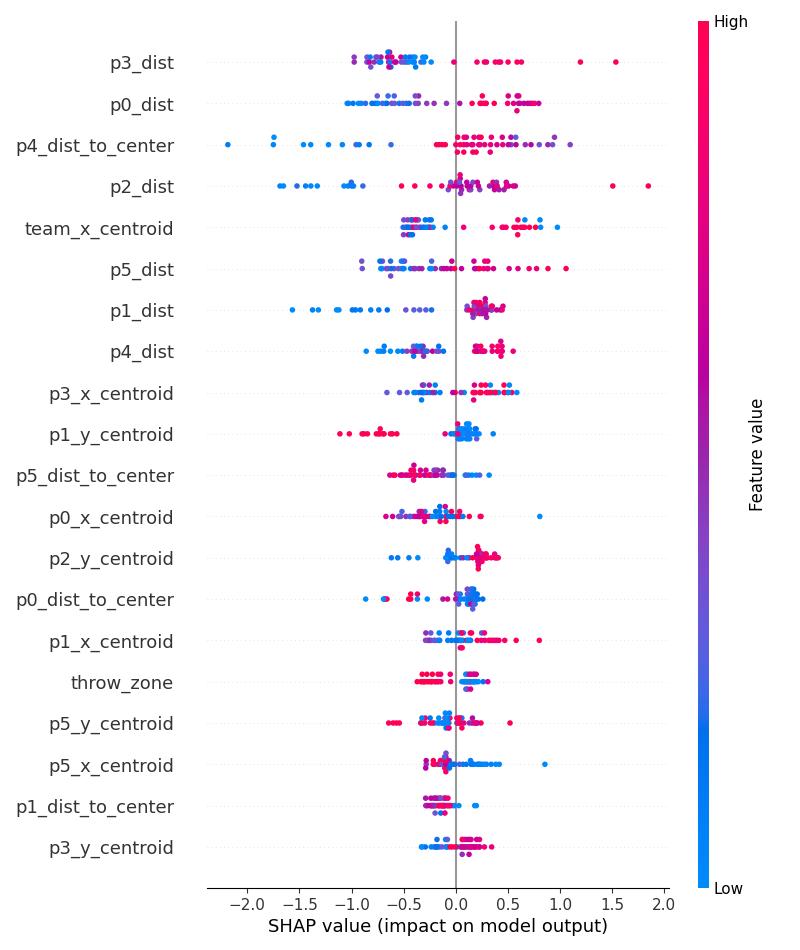 High
p3_dist
p0_dist
p4_dist_to_center
p2_dist
team_x_centroid
p5_dist
p1_dist
p4_dist
p3_x_centroid
p1_y_centroid
p5_dist_to_center
p0_x_centroid
p2_y_centroid
p0_dist_to_center
p1_x_centroid
throw_zone
p5_y_centroid
p5_x_centroid
p1_dist_to_center
p3_y_centroid
Feature value
Low
−2.0 −1.5 −1.0 −0.5 0.0 0.5 1.0 1.5 2.0
SHAP value (impact on model output)